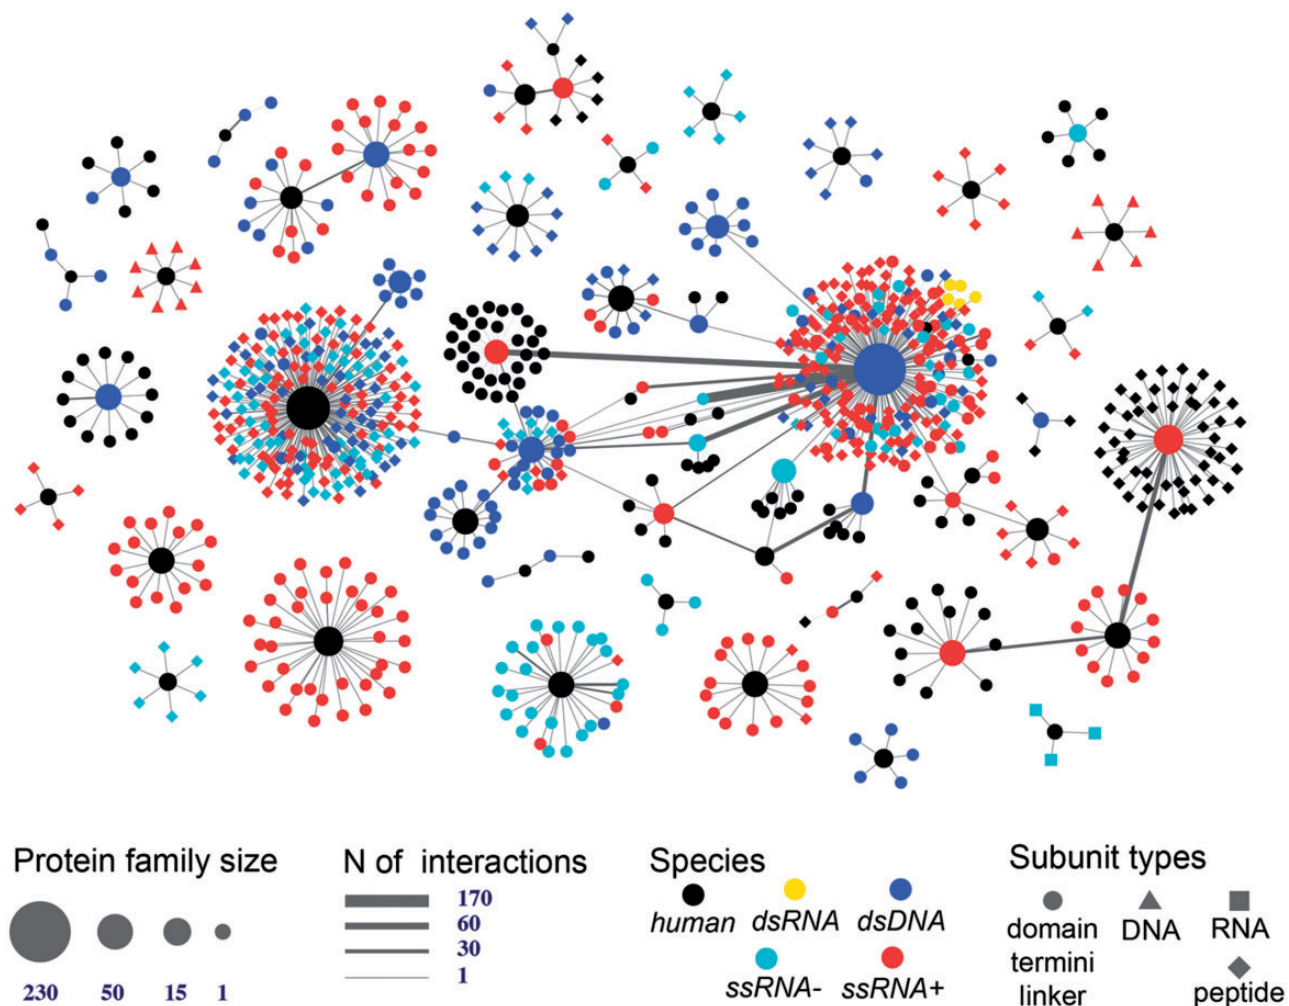 Protein family size
230 50 15 1
N of interactions
170
60
30
1
Species
human dsRNA dsDNA
ssRNA- ssRNA+
Subunit types
domain
termini
linker
DNA RNA
peptide